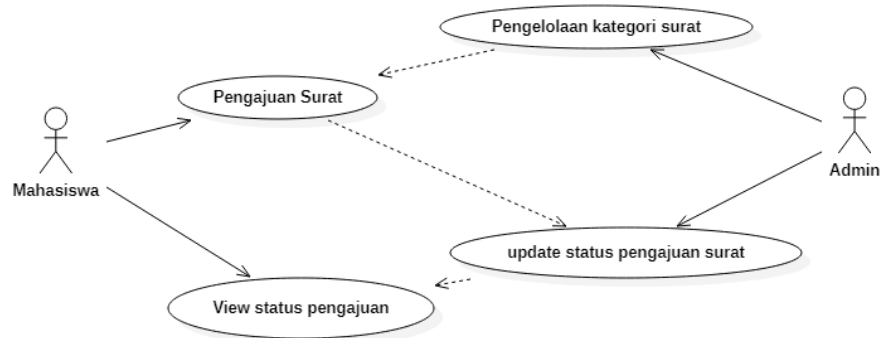 Pengelolaan kategori surat
Pengajuan Surat
Mahasiswa
Admin
update status pengajuan surat
View status pengajuan